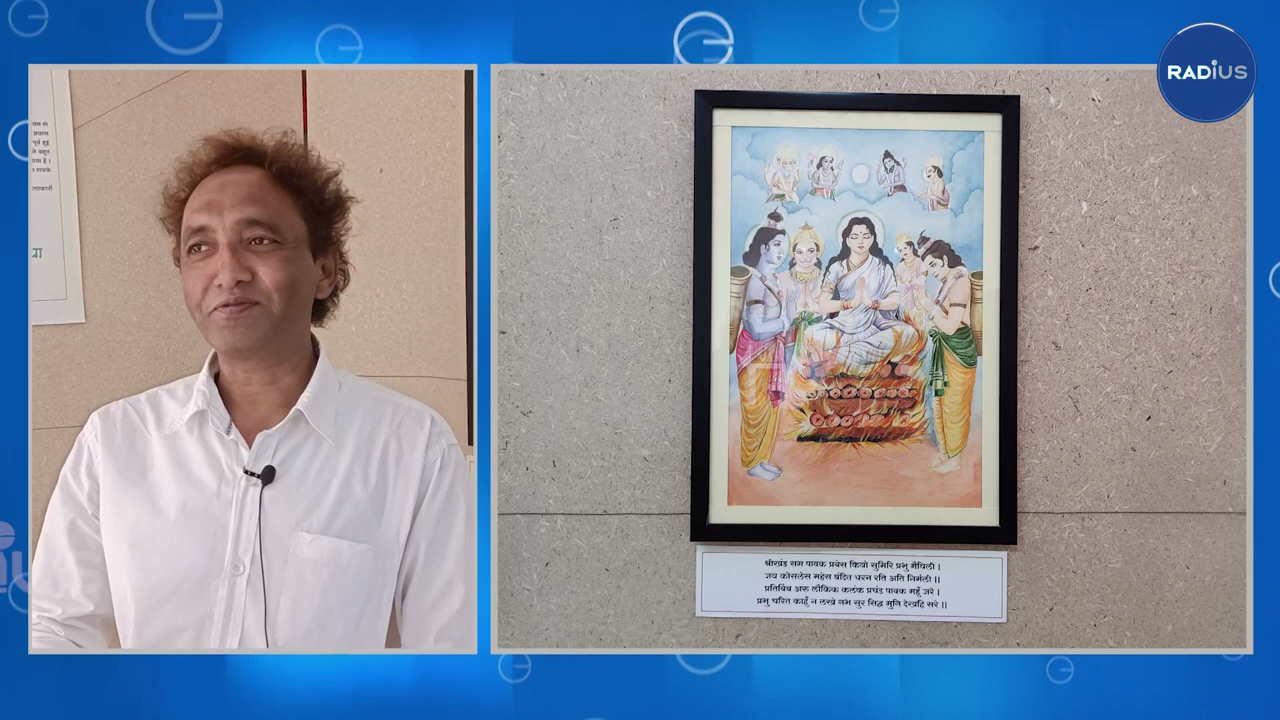 RADiUS
पूर्व हुई
श्रीखंड सम पावक प्रबेस कियो सुमिरि प्रभु मैथिली।
जय कोसलेस महेस बंदित चरन रति अति निर्मली।।
प्रतिबिंब अरु लौकिक कलंक प्रचंड पावक महुँ जरे।
प्रभु चरित काहुँ न लखे नभ सुर सिद्ध मुनि देखहिं खरे।।